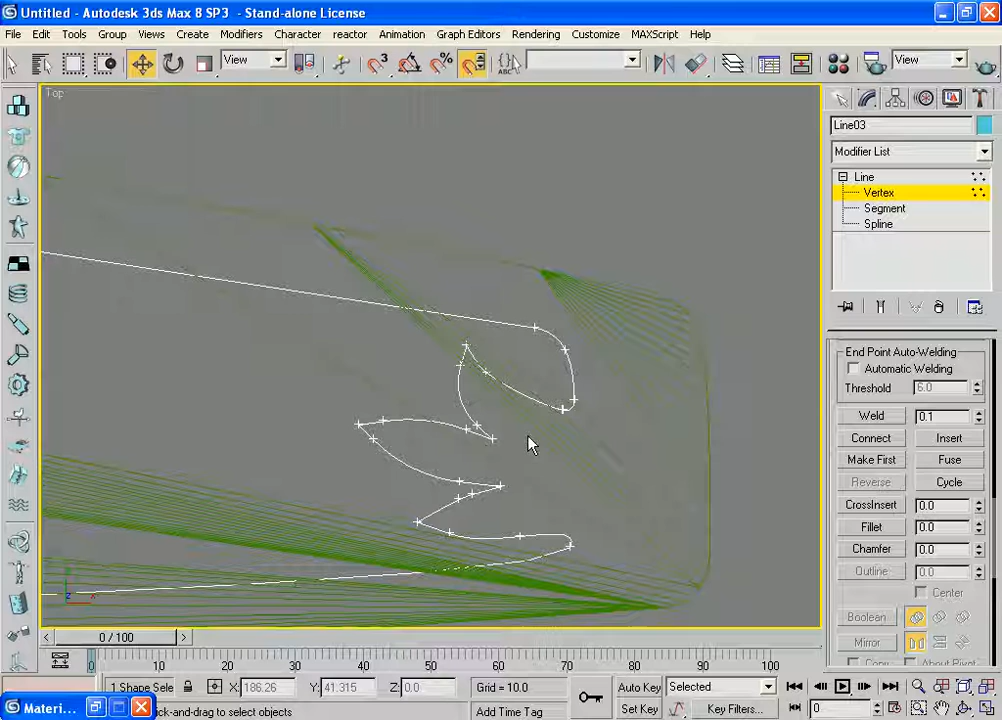 Untitled - Autodesk 3ds Max 8 SP3 - Stand-alone License
File Edit Tools Group Views Create Modifiers Character reactor Animation Graph Editors Rendering Customize MAXScript Help
View View
Top
Line03
Modifier List
Line
Vertex
Segment
Spline
End Point Auto-Welding
Automatic Welding
Threshold 6.0
Weld 0.1
Connect Insert
Make First Fuse
Reverse Cycle
CrossInsert 0.0
Fillet 0.0
Chamfer 0.0
Outline 0.0
Center
Boolean
Mirror
Copy About Pivot
0 / 100
0 10 20 30 40 50 60 70 80 90 100
1 Shape Sele X: 186.26 Y: 41.315 Z: 0.0 Grid = 10.0 Auto Key Selected
Materi... ick-and-drag to select objects Add Time Tag Set Key Key Filters... 0